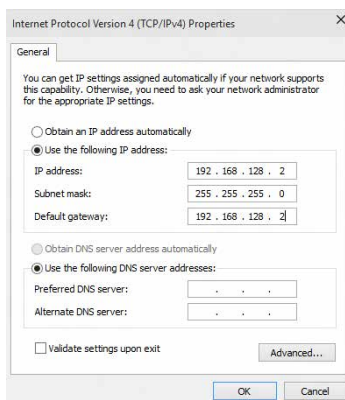 Internet Protocol Version 4 (TCP/IPv4) Properties
General
You can get IP settings assigned automatically if your network supports
this capability. Otherwise, you need to ask your network administrator
for the appropriate IP settings.
Obtain an IP address automatically
Use the following IP address:
IP address: 192 . 168 . 128 . 2
Subnet mask: 255 . 255 . 255 . 0
Default gateway: 192 . 168 . 128 . 2
Obtain DNS server address automatically
Use the following DNS server addresses:
Preferred DNS server: . . .
Alternate DNS server: . . .
Validate settings upon exit
Advanced...
OK Cancel